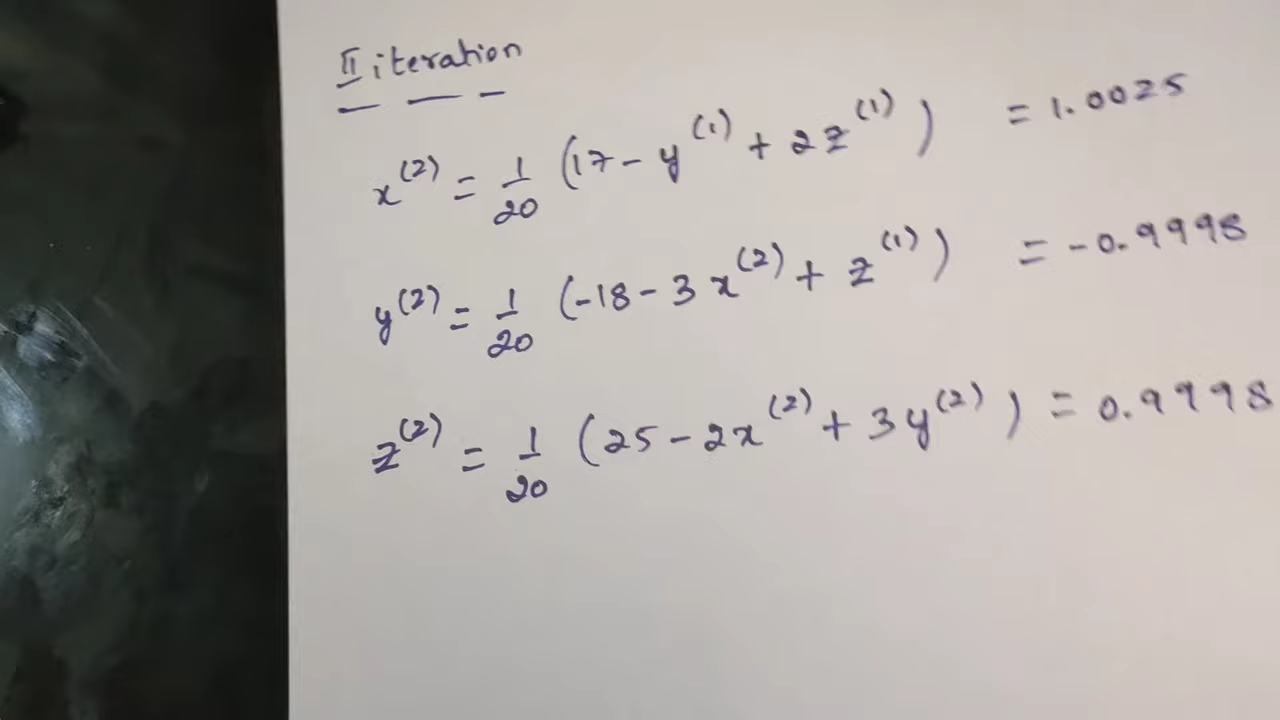 II iteration
x^(2) = 1/20 (17 - y^(1) + 2z^(1)) = 1.0025
y^(2) = 1/20 (-18 - 3x^(2) + z^(1)) = -0.9998
z^(2) = 1/20 (25 - 2x^(2) + 3y^(2)) = 0.9998